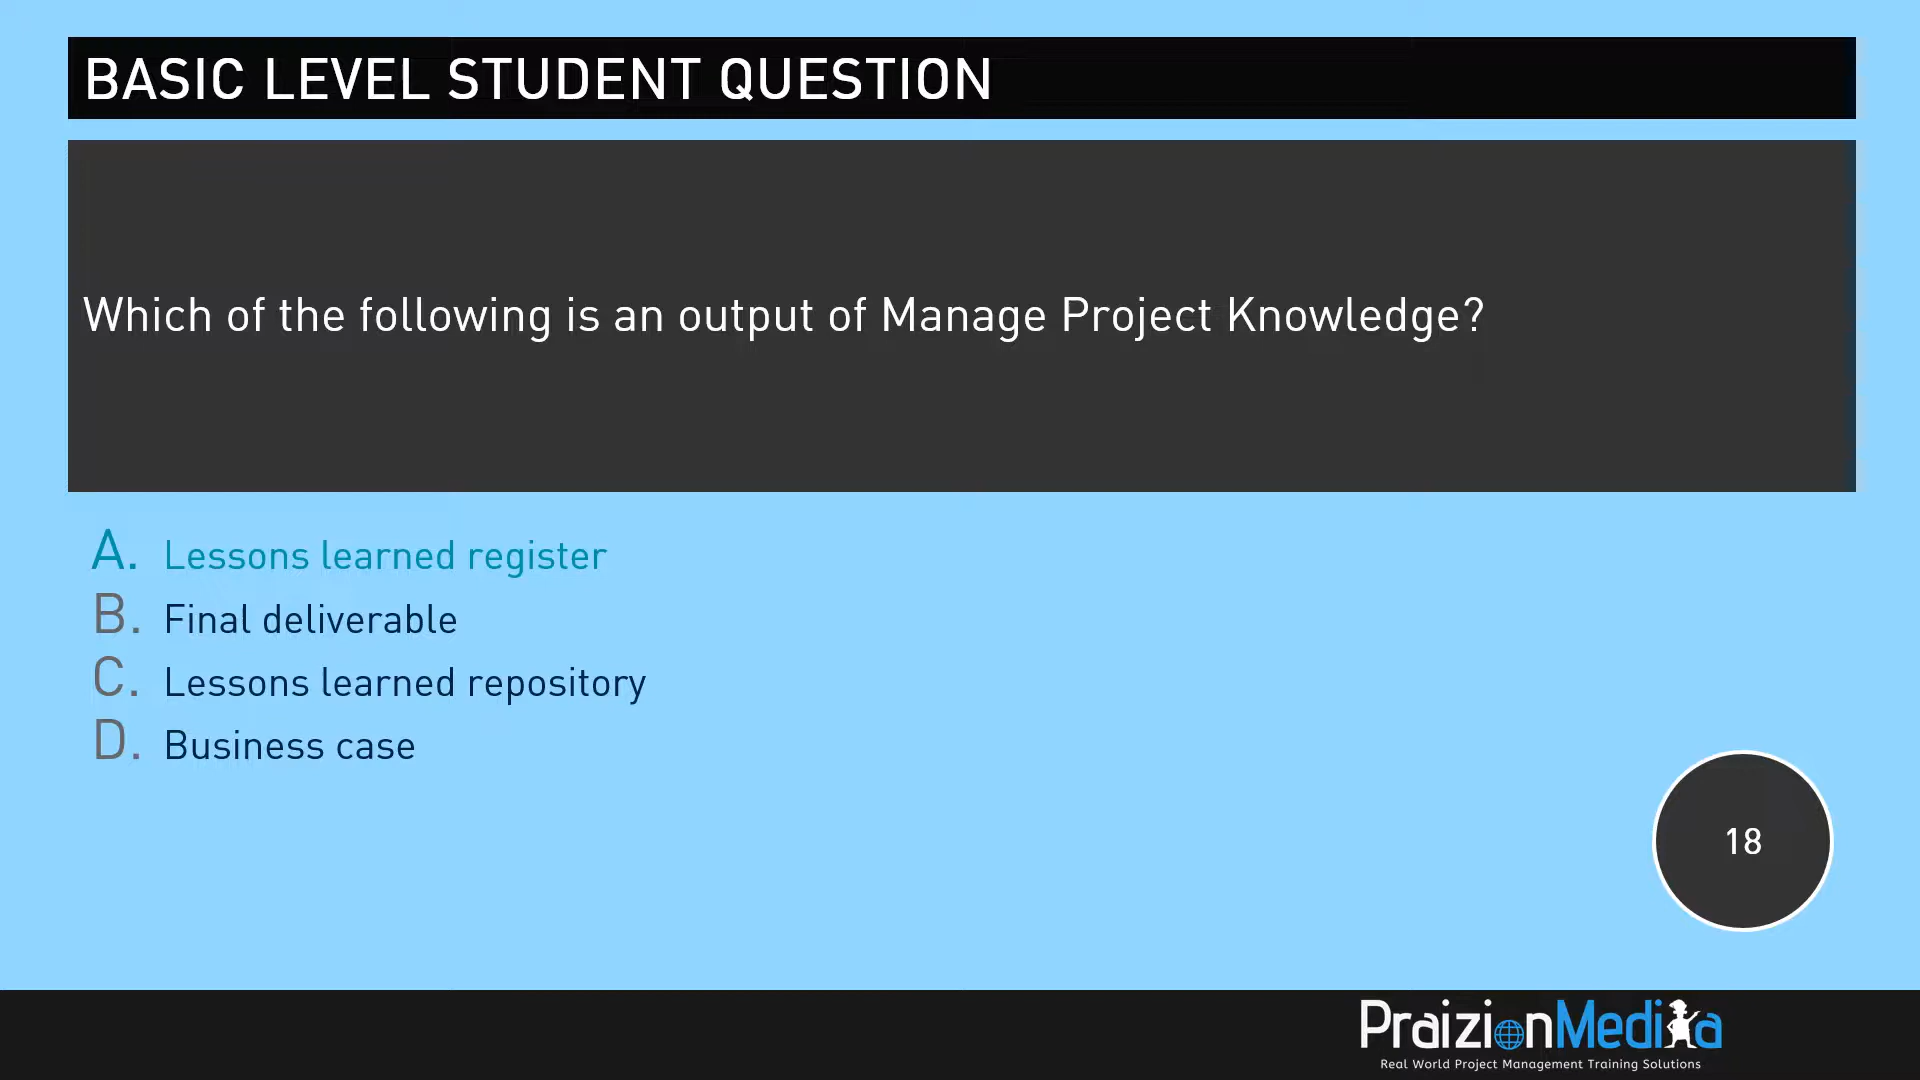 BASIC LEVEL STUDENT QUESTION
Which of the following is an output of Manage Project Knowledge?
A. Lessons learned register
B. Final deliverable
C. Lessons learned repository
D. Business case
18
PraizionMedia
Real World Project Management Training Solutions